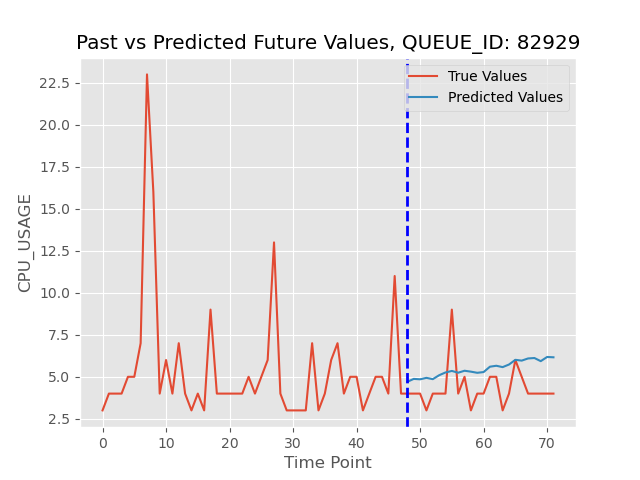 Past vs Predicted Future Values, QUEUE_ID: 82929
True Values
Predicted Values
22.5
20.0
17.5
15.0
12.5
10.0
7.5
5.0
2.5
CPU_USAGE
0 10 20 30 40 50 60 70
Time Point